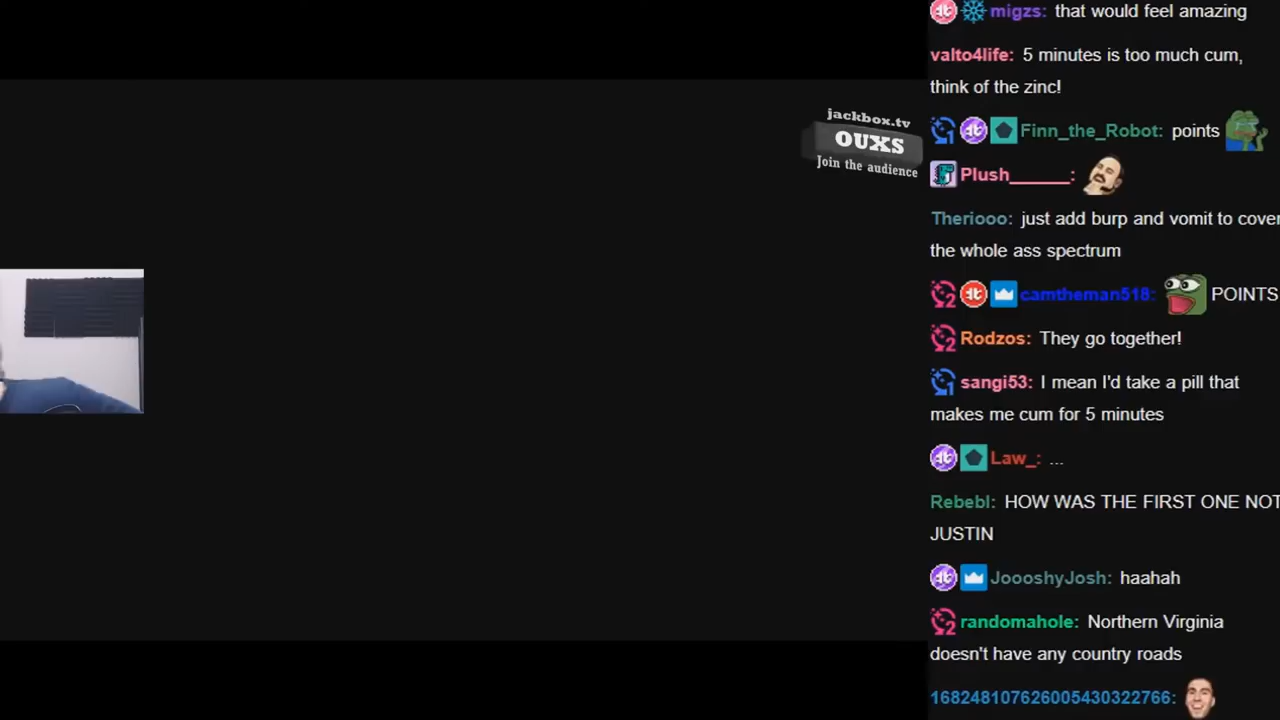 jackbox.tv
OUXS
Join the audience
migzs: that would feel amazing
valto4life: 5 minutes is too much cum,
think of the zinc!
Finn_the_Robot: points
Plush______:
Theriooo: just add burp and vomit to cover
the whole ass spectrum
camtheman518: POINTS
Rodzos: They go together!
sangi53: I mean I'd take a pill that
makes me cum for 5 minutes
Law_: ...
Rebebl: HOW WAS THE FIRST ONE NOT
JUSTIN
JoooshyJosh: haahah
randomahole: Northern Virginia
doesn't have any country roads
168248107626005430322766: